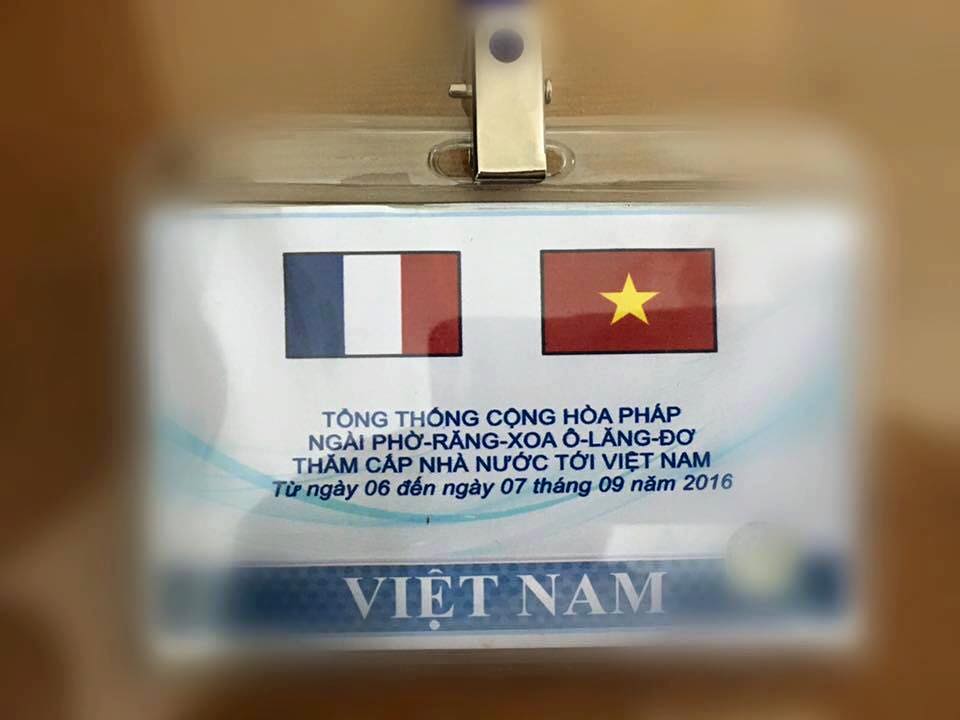 TỔNG THỐNG CỘNG HÒA PHÁP
NGÀI PHỜ-RĂNG-XOA Ô-LĂNG-ĐƠ
THĂM CẤP NHÀ NƯỚC TỚI VIỆT NAM
Từ ngày 06 đến ngày 07 tháng 09 năm 2016
VIỆT NAM